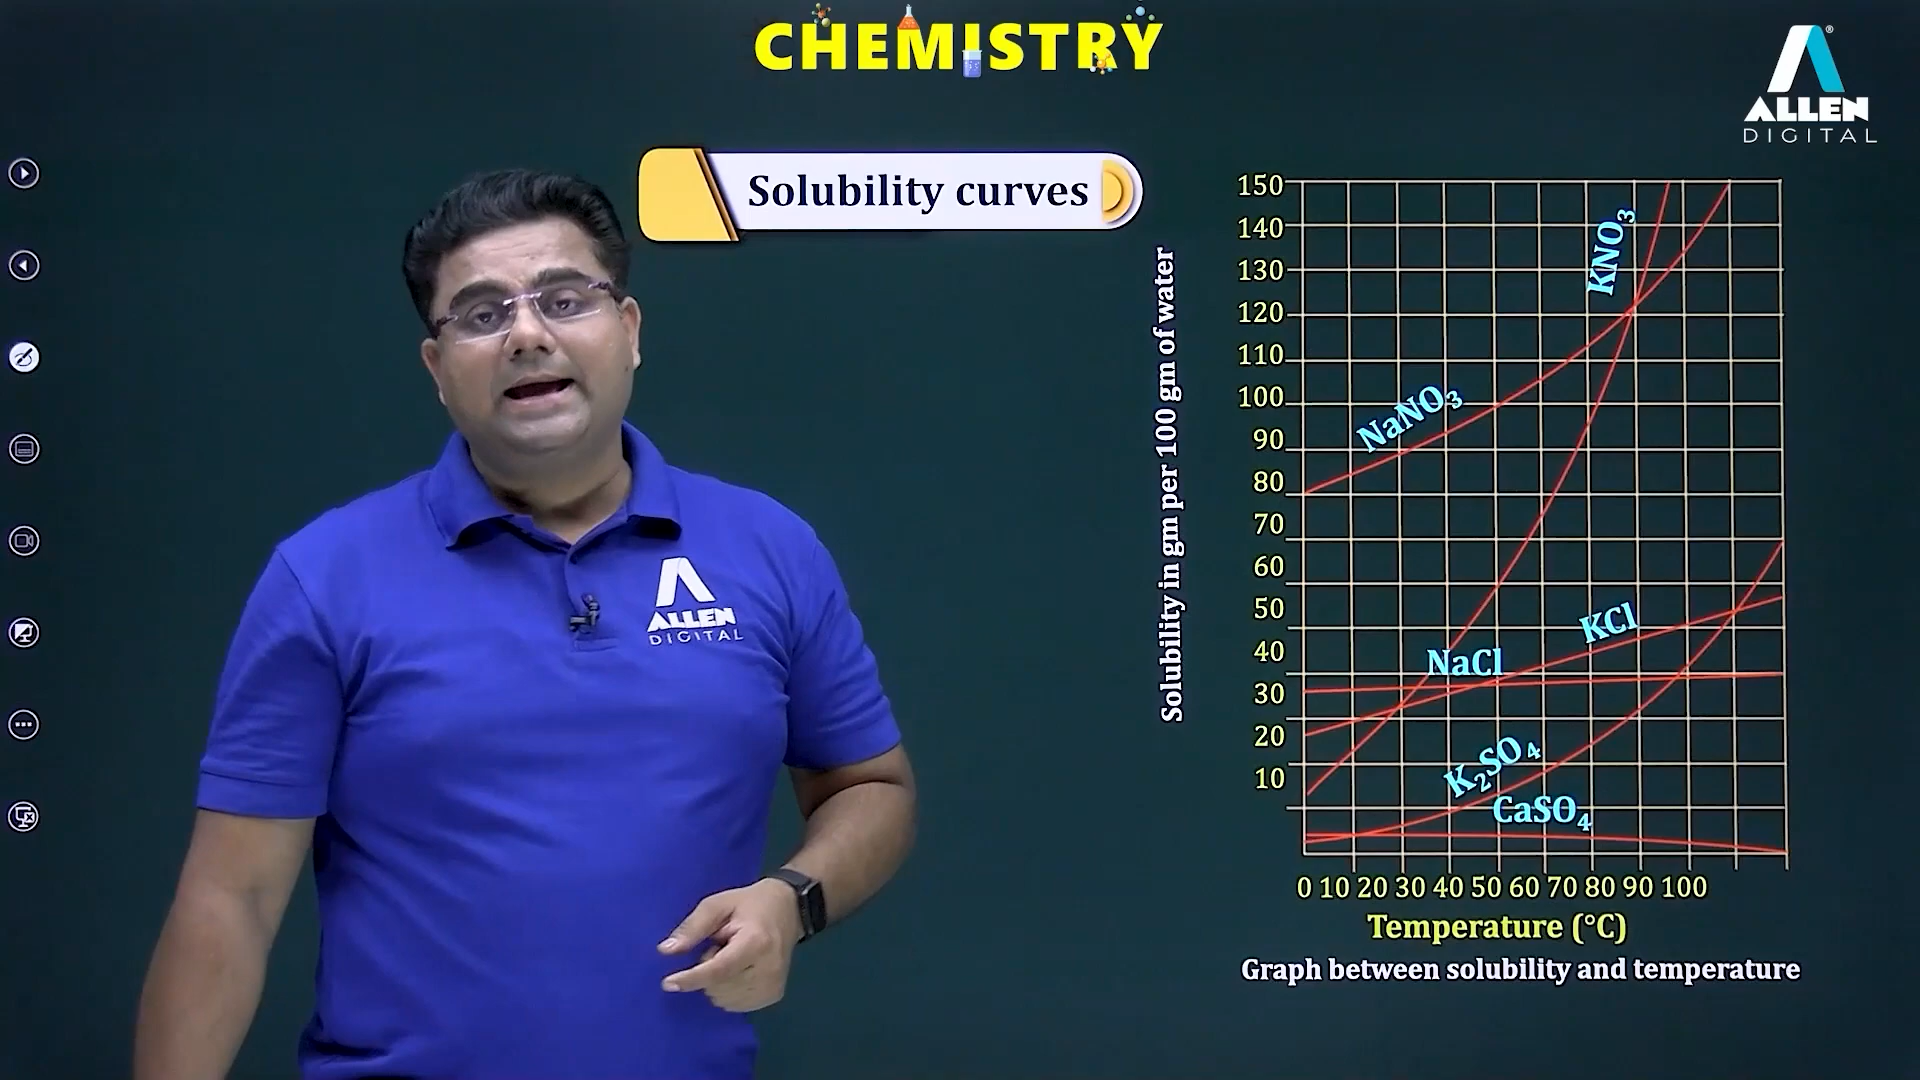 CHEMISTRY
ALLEN
DIGITAL
Solubility curves
ALLEN
DIGITAL
Solubility in gm per 100 gm of water
150
140
130
120
110
100
90
80
70
60
50
40
30
20
10
KNO₃
NaNO₃
KCl
NaCl
K₂SO₄
CaSO₄
0 10 20 30 40 50 60 70 80 90 100
Temperature (°C)
Graph between solubility and temperature